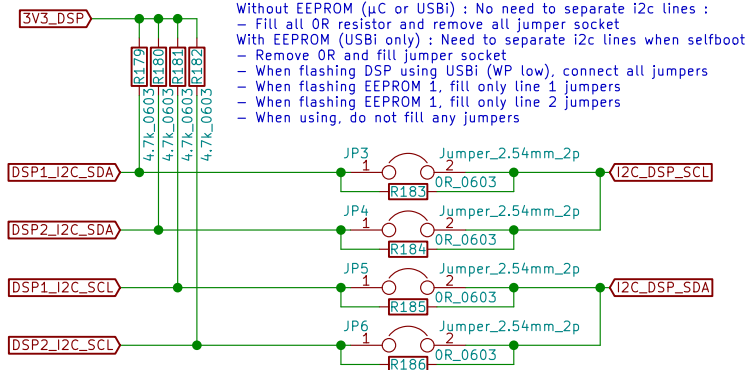 Without EEPROM (µC or USBi) : No need to separate i2c lines :
3V3_DSP
– Fill all 0R resistor and remove all jumper socket
With EEPROM (USBi only) : Need to separate i2c lines when selfboot
– Remove 0R and fill jumper socket
– When flashing DSP using USBi (WP low), connect all jumpers
– When flashing EEPROM 1, fill only line 1 jumpers
– When flashing EEPROM 1, fill only line 2 jumpers
– When using, do not fill any jumpers
R179
R180
R181
R182
4.7k_0603
4.7k_0603
4.7k_0603
4.7k_0603
JP3
Jumper_2.54mm_2p
DSP1_I2C_SDA
1
2
I2C_DSP_SCL
R183
0R_0603
JP4
Jumper_2.54mm_2p
DSP2_I2C_SDA
1
2
R184
0R_0603
JP5
Jumper_2.54mm_2p
DSP1_I2C_SCL
1
2
I2C_DSP_SDA
R185
0R_0603
JP6
Jumper_2.54mm_2p
DSP2_I2C_SCL
1
2
R186
0R_0603